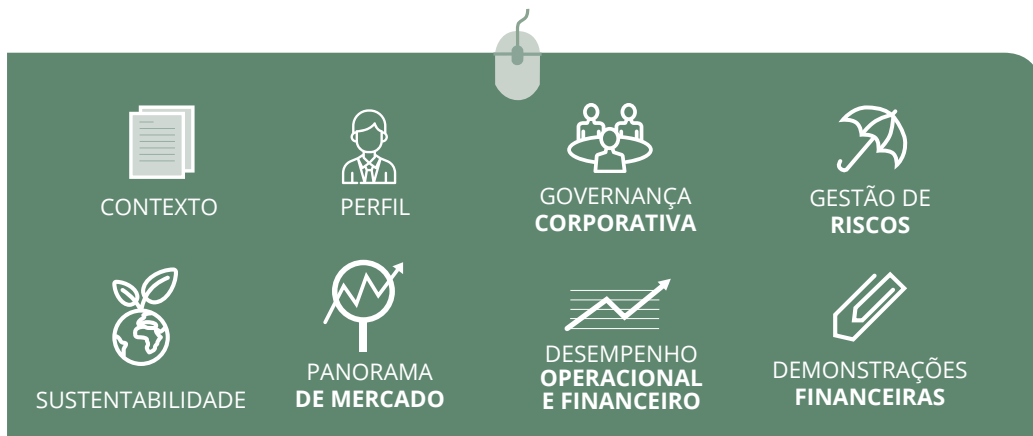 CONTEXTO
PERFIL
GOVERNANÇA
CORPORATIVA
GESTÃO DE
RISCOS
SUSTENTABILIDADE
PANORAMA
DE MERCADO
DESEMPENHO
OPERACIONAL
E FINANCEIRO
DEMONSTRAÇÕES
FINANCEIRAS